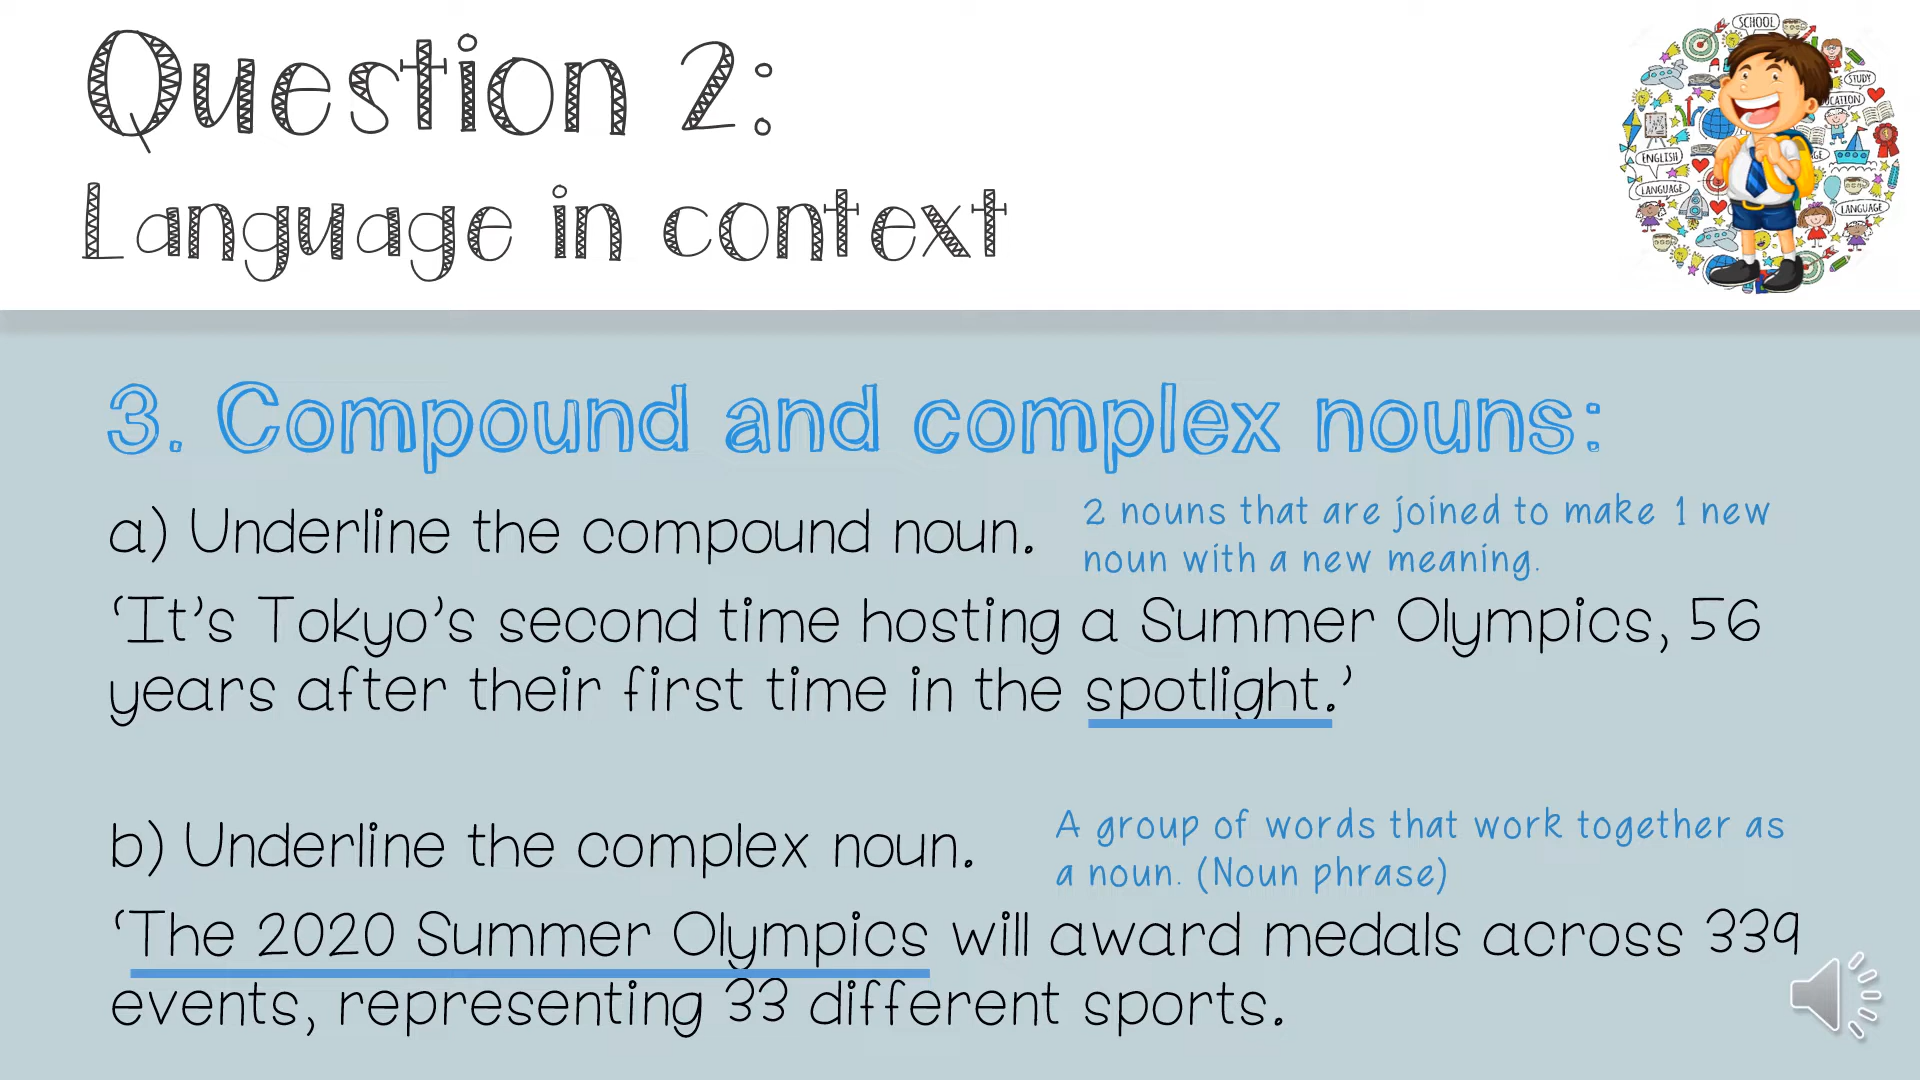 Question 2:
Language in context
SCHOOL
STUDY
ENGLISH
LANGUAGE
LANGUAGE
3. Compound and complex nouns:
a) Underline the compound noun.
2 nouns that are joined to make 1 new
noun with a new meaning.
‘It’s Tokyo’s second time hosting a Summer Olympics, 56
years after their first time in the spotlight.’
b) Underline the complex noun.
A group of words that work together as
a noun. (Noun phrase)
‘The 2020 Summer Olympics will award medals across 339
events, representing 33 different sports.